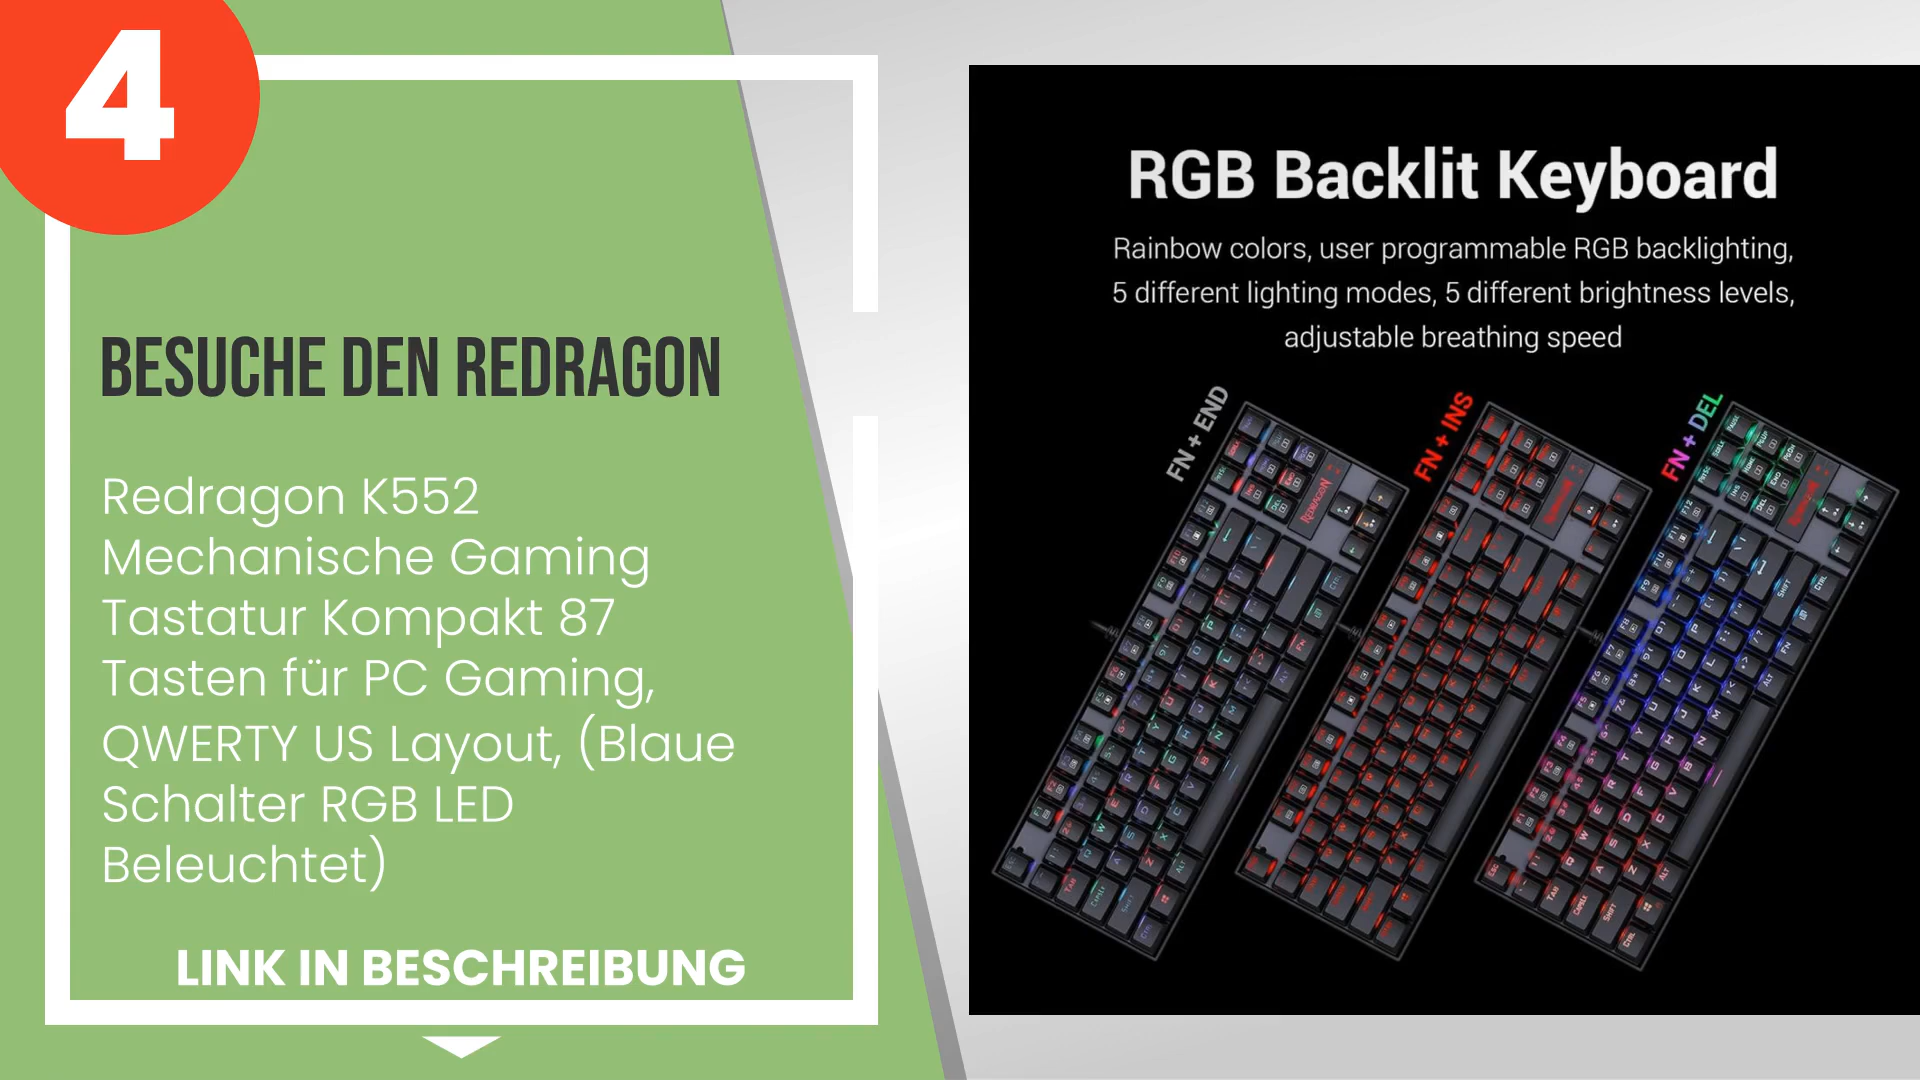 4
BESUCHE DEN REDRAGON
Redragon K552
Mechanische Gaming
Tastatur Kompakt 87
Tasten für PC Gaming,
QWERTY US Layout, (Blaue
Schalter RGB LED
Beleuchtet)
LINK IN BESCHREIBUNG
RGB Backlit Keyboard
Rainbow colors, user programmable RGB backlighting,
5 different lighting modes, 5 different brightness levels,
adjustable breathing speed
FN + END
FN + INS
FN + DEL
REDRAGON